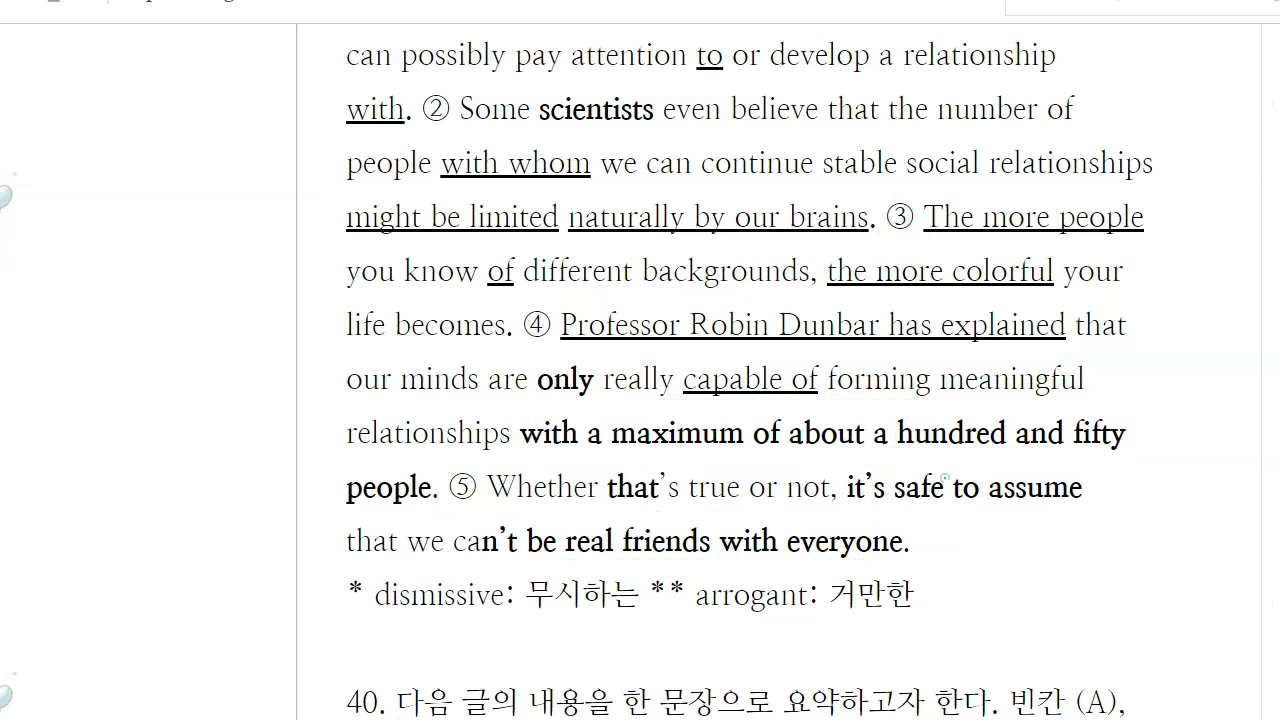 can possibly pay attention to or develop a relationship
with. ② Some scientists even believe that the number of
people with whom we can continue stable social relationships
might be limited naturally by our brains. ③ The more people
you know of different backgrounds, the more colorful your
life becomes. ④ Professor Robin Dunbar has explained that
our minds are only really capable of forming meaningful
relationships with a maximum of about a hundred and fifty
people. ⑤ Whether that's true or not, it's safe to assume
that we can't be real friends with everyone.
* dismissive: 무시하는 ** arrogant: 거만한
40. 다음 글의 내용을 한 문장으로 요약하고자 한다. 빈칸 (A),